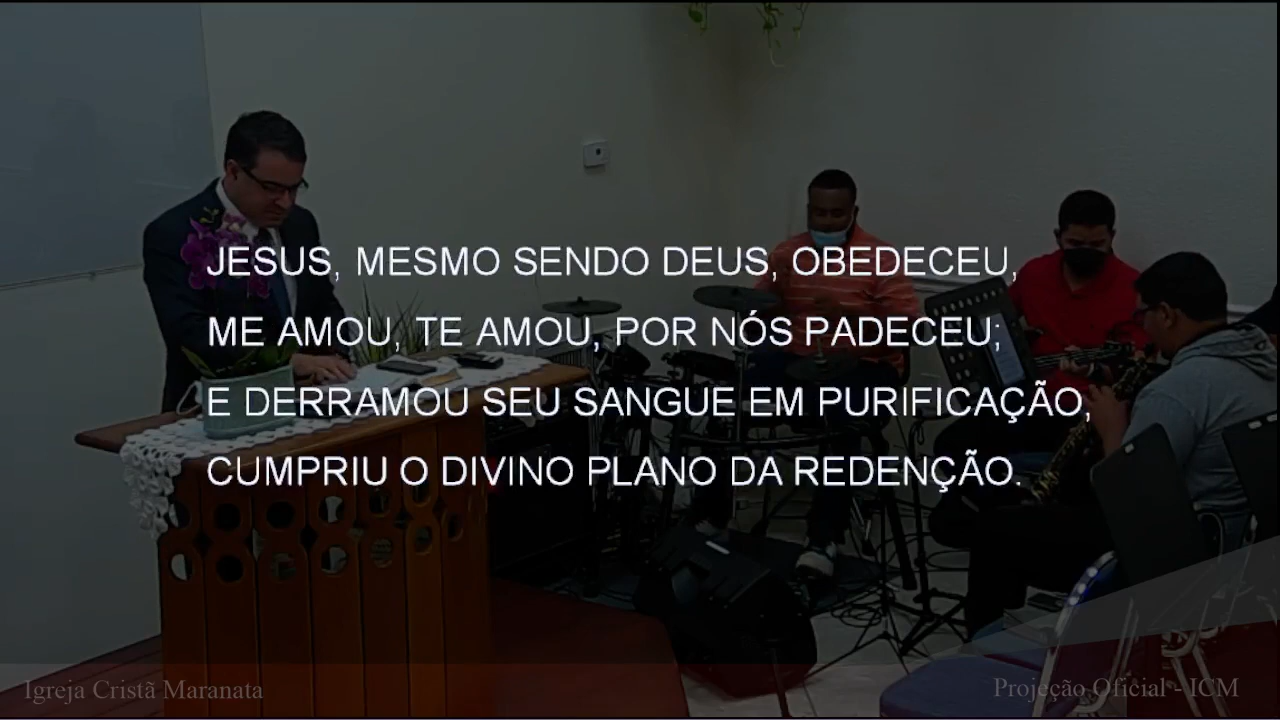 JESUS, MESMO SENDO DEUS, OBEDECEU,
ME AMOU, TE AMOU, POR NÓS PADECEU;
E DERRAMOU SEU SANGUE EM PURIFICAÇÃO,
CUMPRIU O DIVINO PLANO DA REDENÇÃO.
Igreja Cristã Maranata
Projeção Oficial - ICM